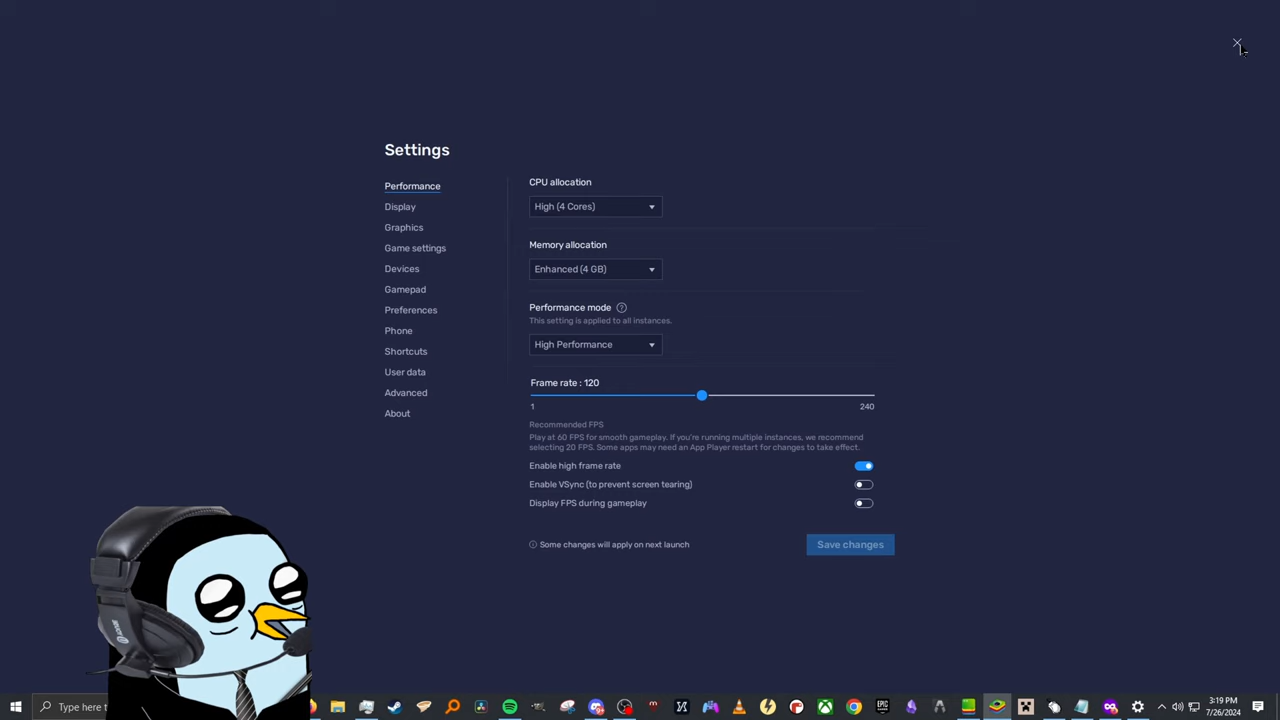 Settings
Performance
Display
Graphics
Game settings
Devices
Gamepad
Preferences
Phone
Shortcuts
User data
Advanced
About
CPU allocation
High (4 Cores)
Memory allocation
Enhanced (4 GB)
Performance mode ?
This setting is applied to all instances.
High Performance
Frame rate : 120
1 240
Recommended FPS
Play at 60 FPS for smooth gameplay. If you're running multiple instances, we recommend
selecting 20 FPS. Some apps may need an App Player restart for changes to take effect.
Enable high frame rate
Enable VSync (to prevent screen tearing)
Display FPS during gameplay
Some changes will apply on next launch
Save changes
Type here t
EPIC
3:19 PM
7/26/2024